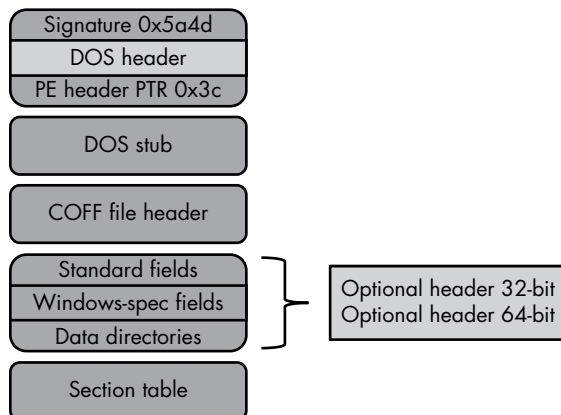 Signature 0x5a4d
DOS header
PE header PTR 0x3c
DOS stub
COFF file header
Standard fields
Windows-spec fields
Data directories
Optional header 32-bit
Optional header 64-bit
Section table